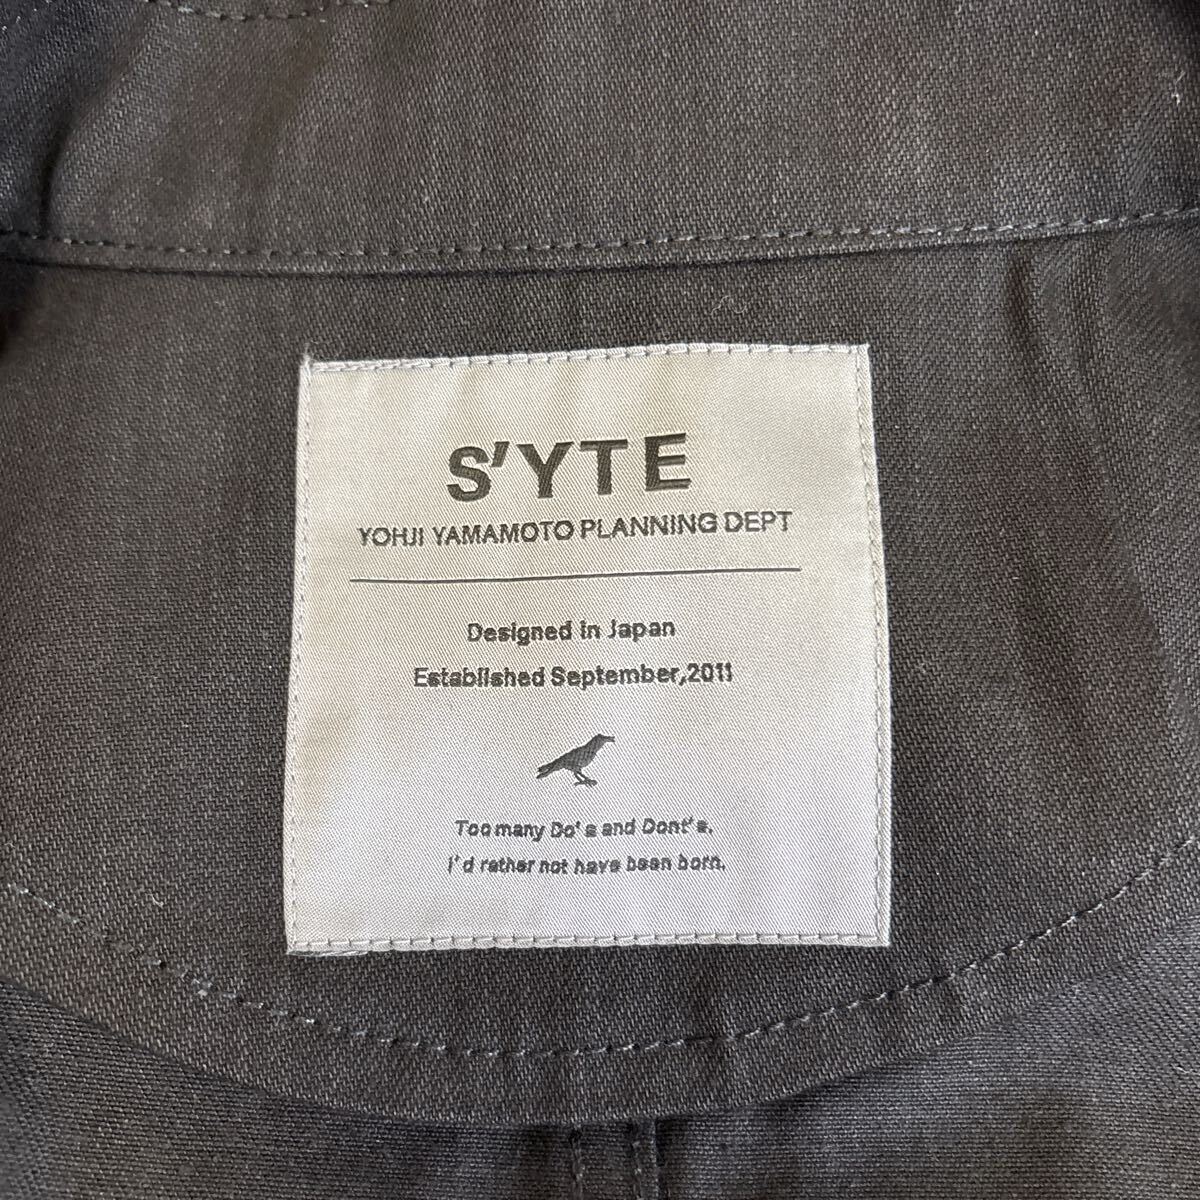 S'YTE
YOHJI YAMAMOTO PLANNING DEPT
Designed in Japan
Established September,2011
Too many Do's and Dont's.
I'd rather not have been born.